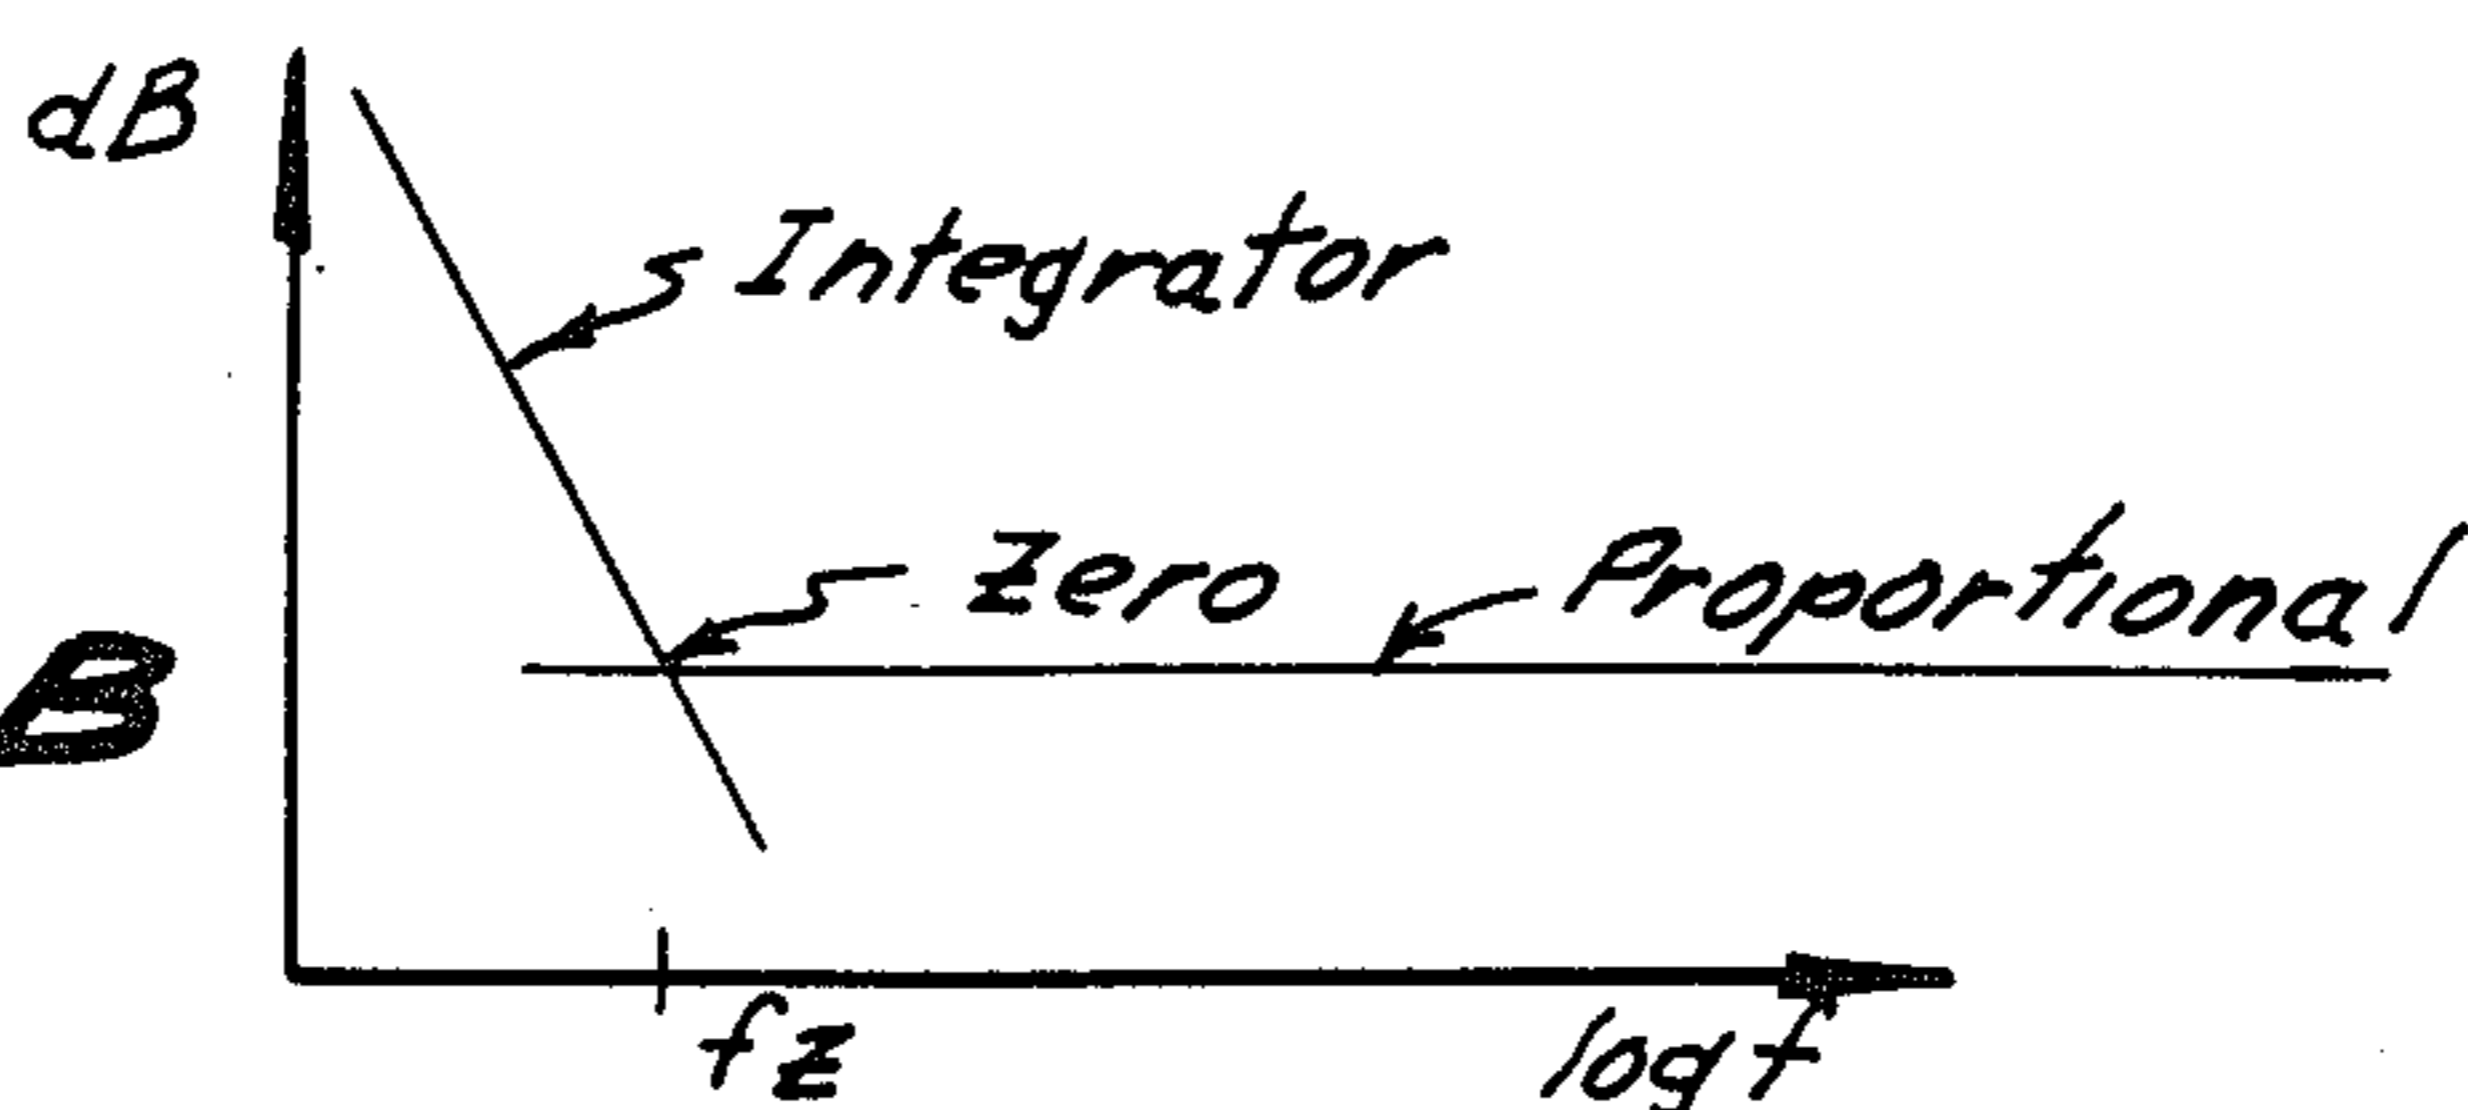 dB
Integrator
Zero
Proportional
B
fz
log f